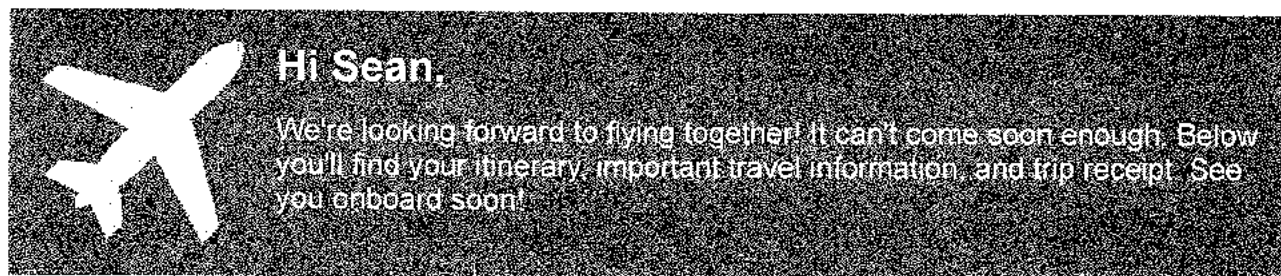 Hi Sean,
We're looking forward to flying together! It can't come soon enough. Below
you'll find your itinerary, important travel information, and trip receipt. See
you onboard soon!